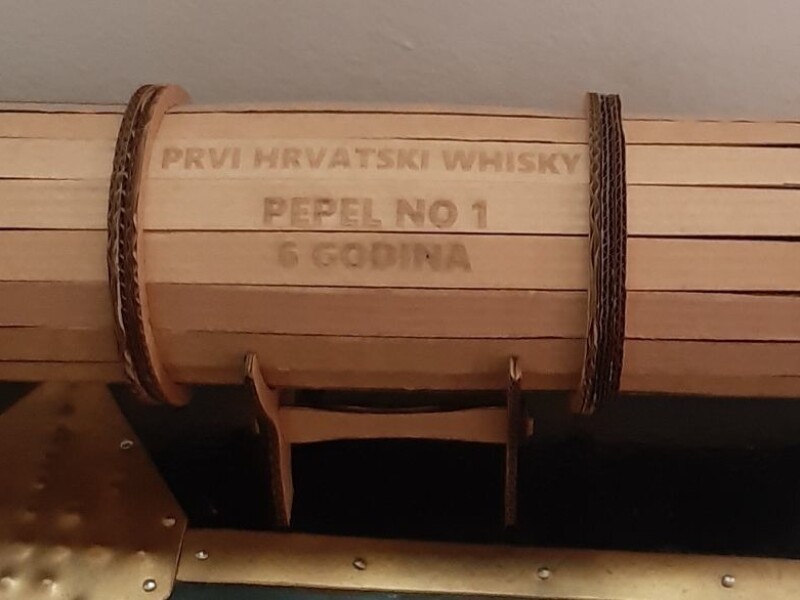 PRVI HRVATSKI WHISKY
PEPEL NO 1
6 GODINA